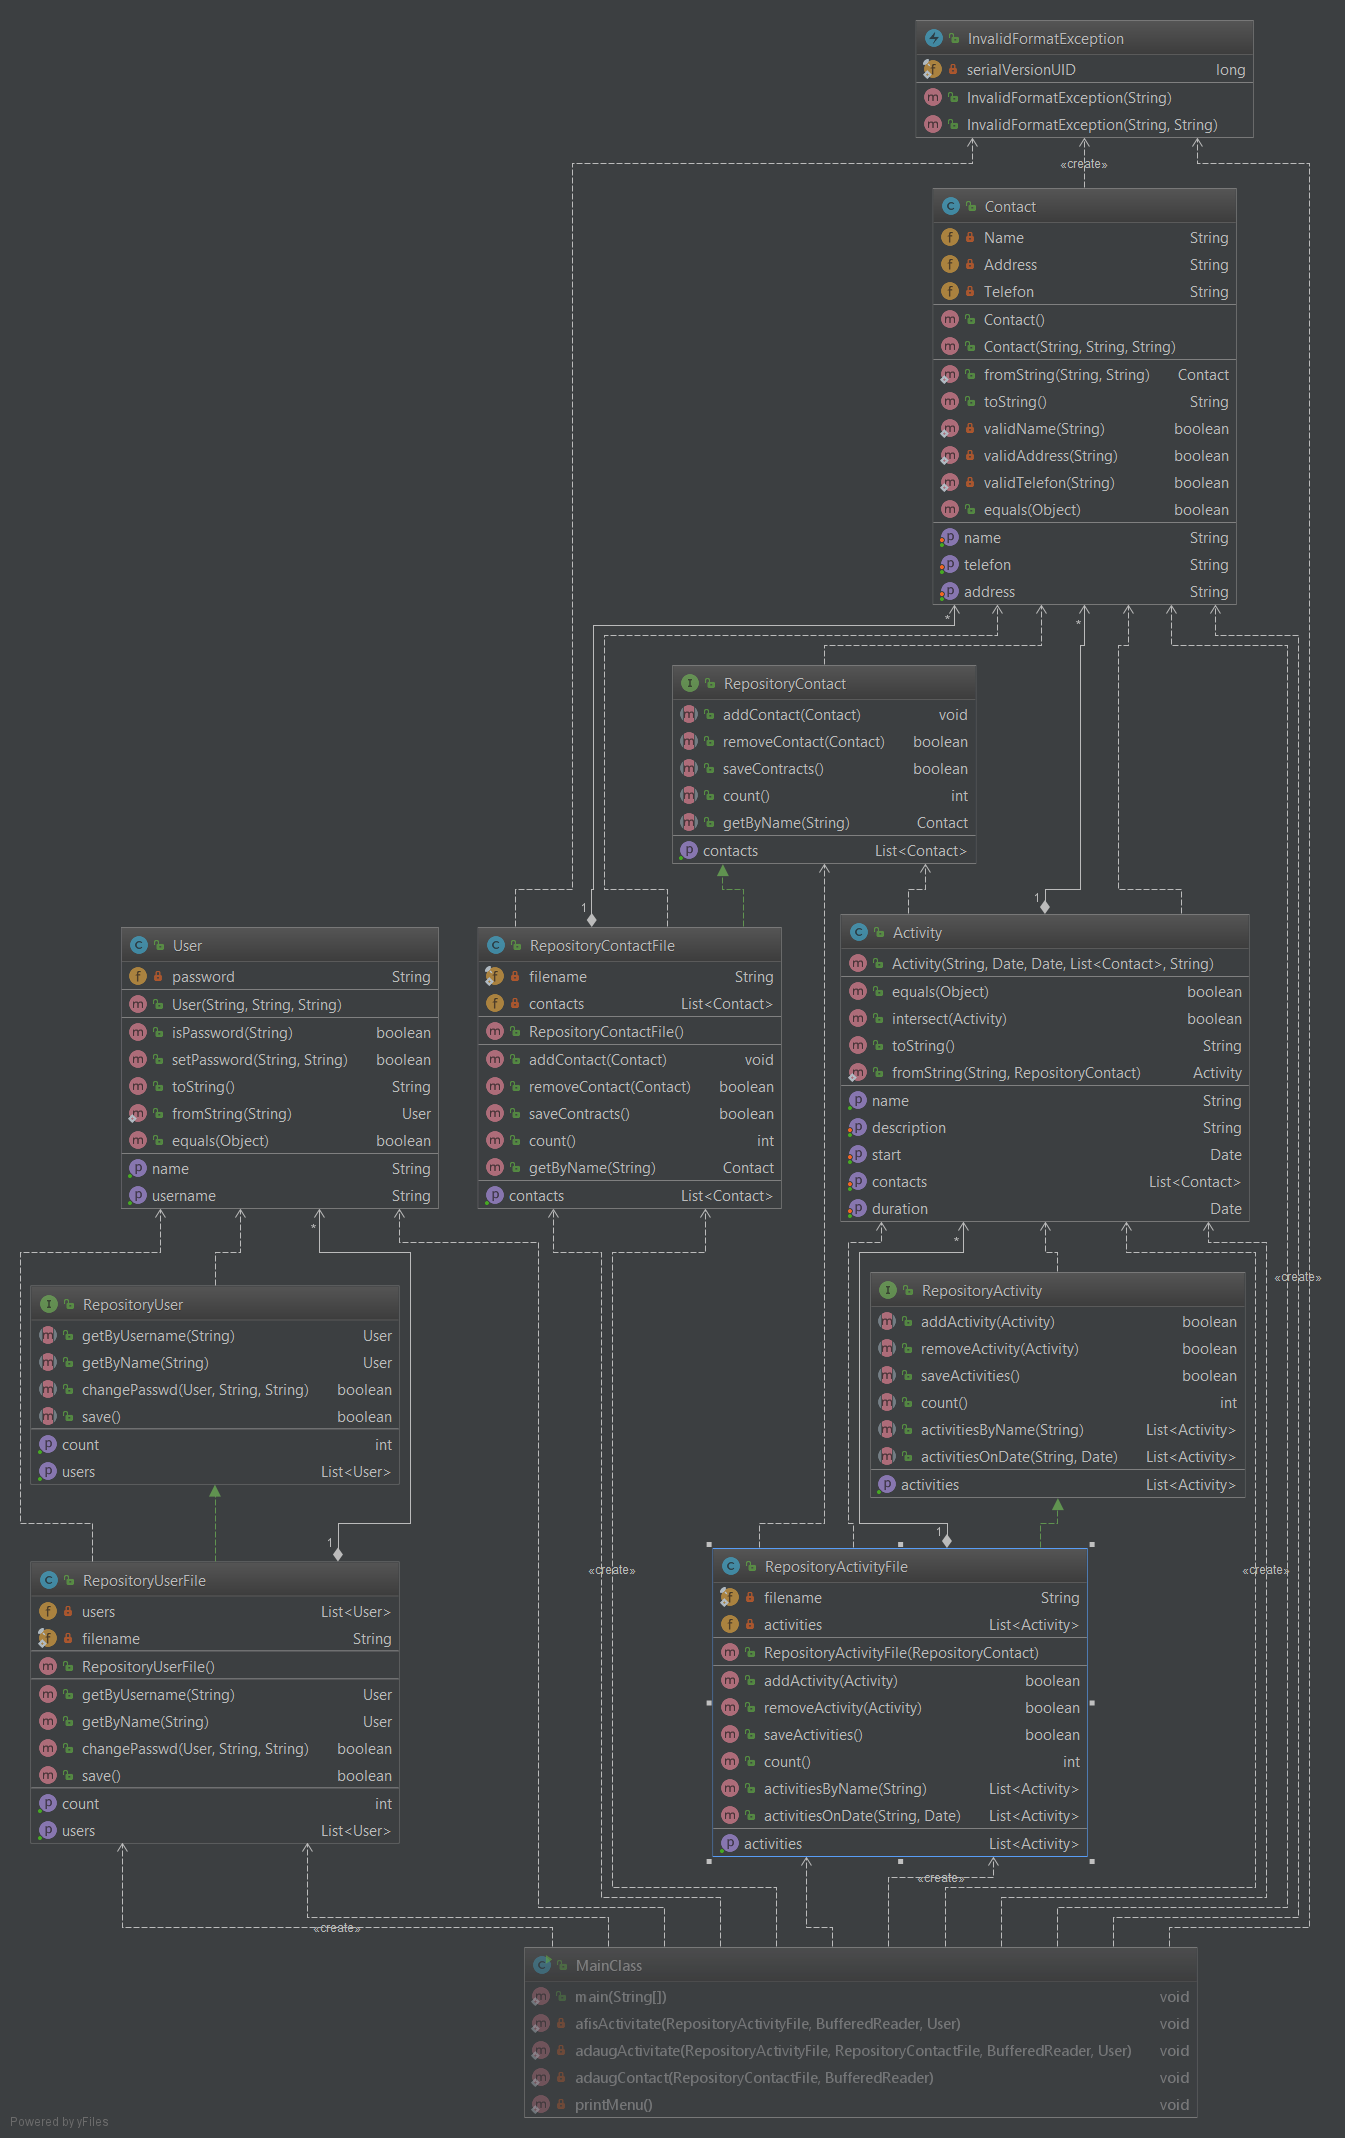 InvalidFormatException
serialVersionUID long
InvalidFormatException(String)
InvalidFormatException(String, String)
«create»
Contact
Name String
Address String
Telefon String
Contact()
Contact(String, String, String)
fromString(String, String) Contact
toString() String
validName(String) boolean
validAddress(String) boolean
validTelefon(String) boolean
equals(Object) boolean
name String
telefon String
address String
* *
RepositoryContact
addContact(Contact) void
removeContact(Contact) boolean
saveContracts() boolean
count() int
getByName(String) Contact
contacts List<Contact>
1 1
User
password String
User(String, String, String)
isPassword(String) boolean
setPassword(String, String) boolean
toString() String
fromString(String) User
equals(Object) boolean
name String
username String
RepositoryContactFile
filename String
contacts List<Contact>
RepositoryContactFile()
addContact(Contact) void
removeContact(Contact) boolean
saveContracts() boolean
count() int
getByName(String) Contact
contacts List<Contact>
Activity
Activity(String, Date, Date, List<Contact>, String)
equals(Object) boolean
intersect(Activity) boolean
toString() String
fromString(String, RepositoryContact) Activity
name String
description String
start Date
contacts List<Contact>
duration Date
* *
«create»
RepositoryUser
getByUsername(String) User
getByName(String) User
changePasswd(User, String, String) boolean
save() boolean
count int
users List<User>
RepositoryActivity
addActivity(Activity) boolean
removeActivity(Activity) boolean
saveActivities() boolean
count() int
activitiesByName(String) List<Activity>
activitiesOnDate(String, Date) List<Activity>
activities List<Activity>
1 1
«create» «create»
RepositoryUserFile
users List<User>
filename String
RepositoryUserFile()
getByUsername(String) User
getByName(String) User
changePasswd(User, String, String) boolean
save() boolean
count int
users List<User>
RepositoryActivityFile
filename String
activities List<Activity>
RepositoryActivityFile(RepositoryContact)
addActivity(Activity) boolean
removeActivity(Activity) boolean
saveActivities() boolean
count() int
activitiesByName(String) List<Activity>
activitiesOnDate(String, Date) List<Activity>
activities List<Activity>
«create»
«create»
MainClass
main(String[]) void
afisActivitate(RepositoryActivityFile, BufferedReader, User) void
adaugActivitate(RepositoryActivityFile, RepositoryContactFile, BufferedReader, User) void
adaugContact(RepositoryContactFile, BufferedReader) void
printMenu() void
Powered by yFiles